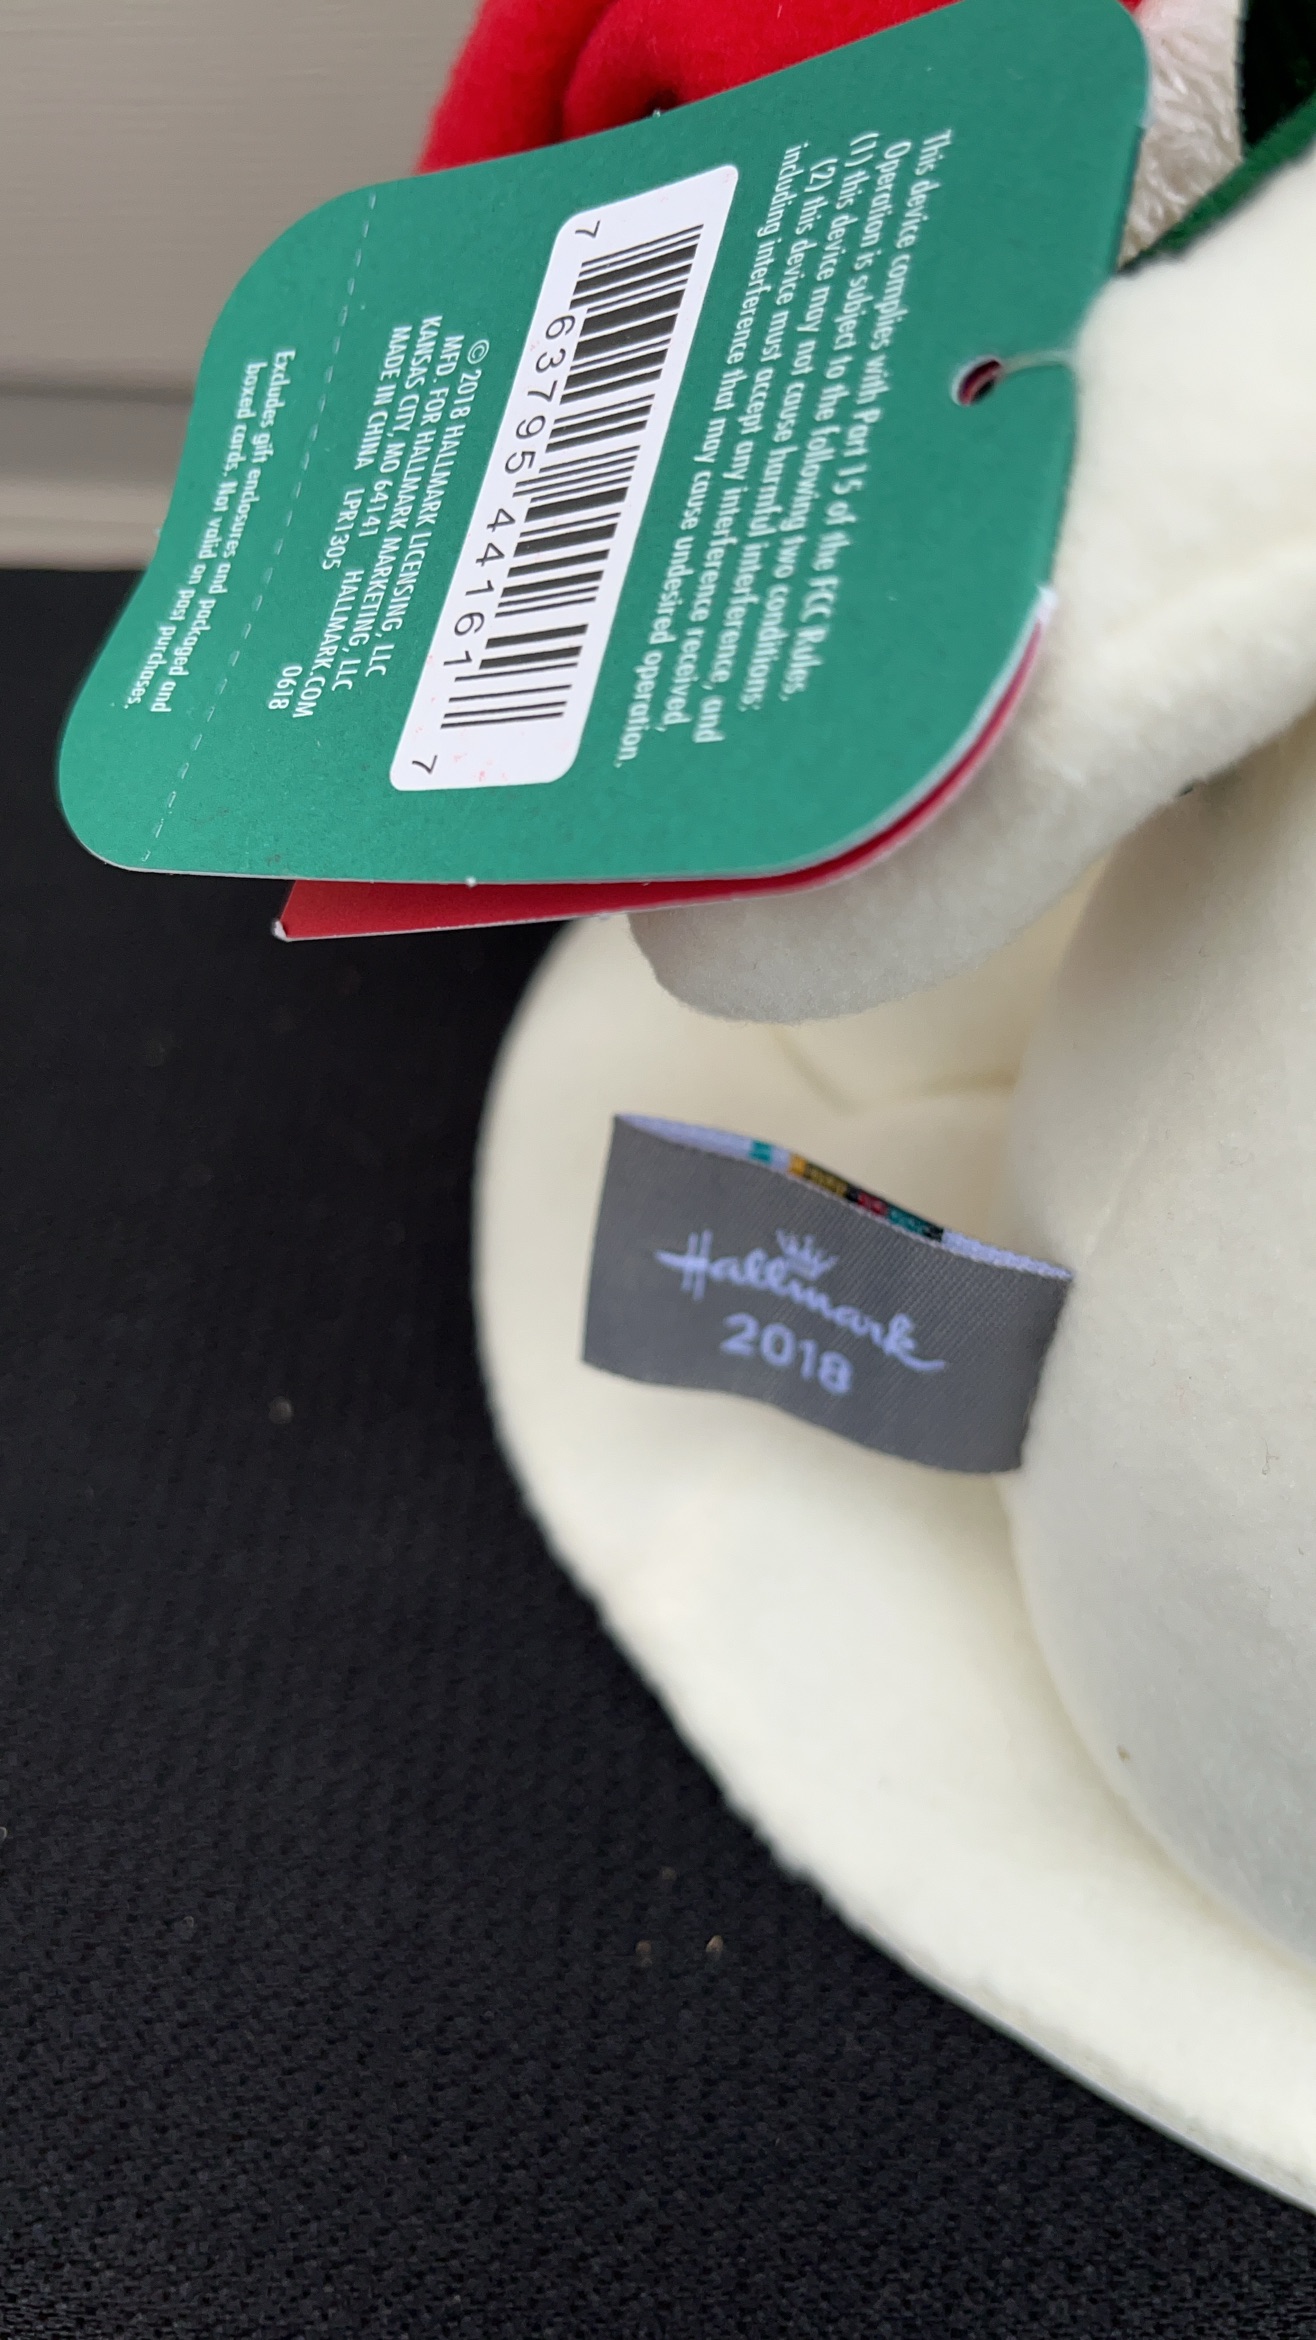 This device complies with Part 15 of the FCC Rules.
Operation is subject to the following two conditions:
(1) this device may not cause harmful interference, and
(2) this device must accept any interference received,
including interference that may cause undesired operation.
7 63795 44161 7
© 2018 HALLMARK LICENSING, LLC
MFD. FOR HALLMARK MARKETING, LLC
KANSAS CITY, MO 64141 HALLMARK.COM
MADE IN CHINA LPR1305 0618
Excludes gift enclosures and packaged and
boxed cards. Not valid on past purchases.
Hallmark
2018